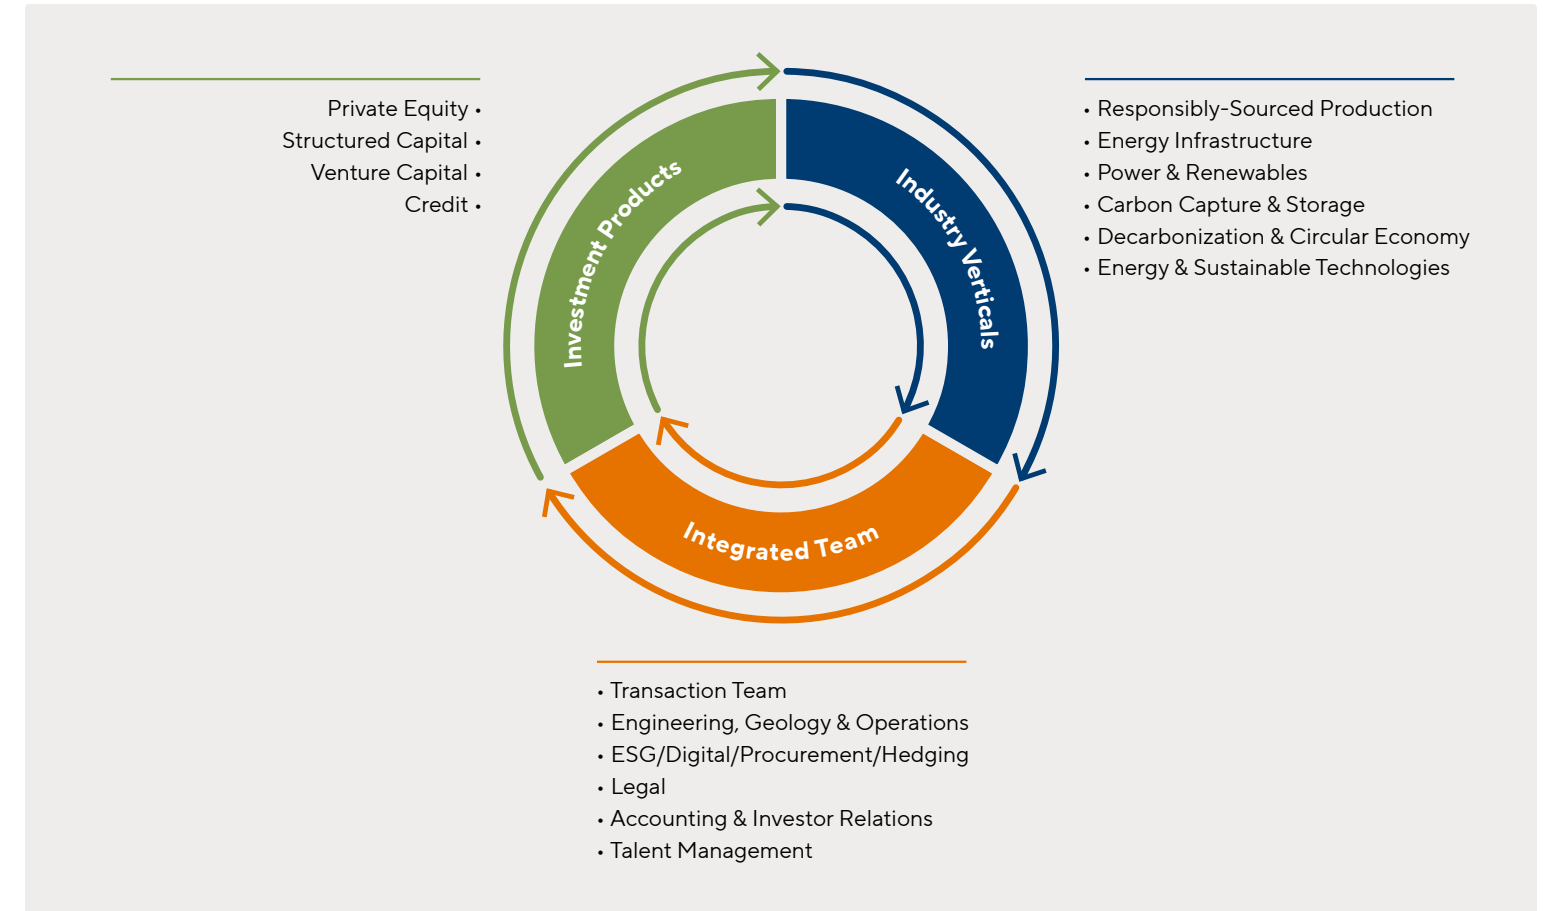 Private Equity •
Structured Capital •
Venture Capital •
Credit •
Investment Products
Industry Verticals
• Responsibly-Sourced Production
• Energy Infrastructure
• Power & Renewables
• Carbon Capture & Storage
• Decarbonization & Circular Economy
• Energy & Sustainable Technologies
Integrated Team
• Transaction Team
• Engineering, Geology & Operations
• ESG/Digital/Procurement/Hedging
• Legal
• Accounting & Investor Relations
• Talent Management